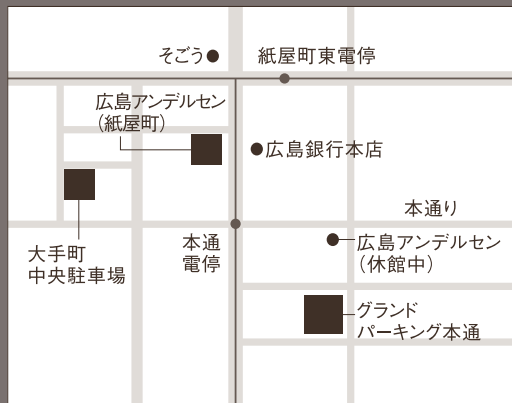 そごう
紙屋町東電停
広島アンデルセン
（紙屋町）
広島銀行本店
本通り
本通
電停
広島アンデルセン
（休館中）
大手町
中央駐車場
グランド
パーキング本通